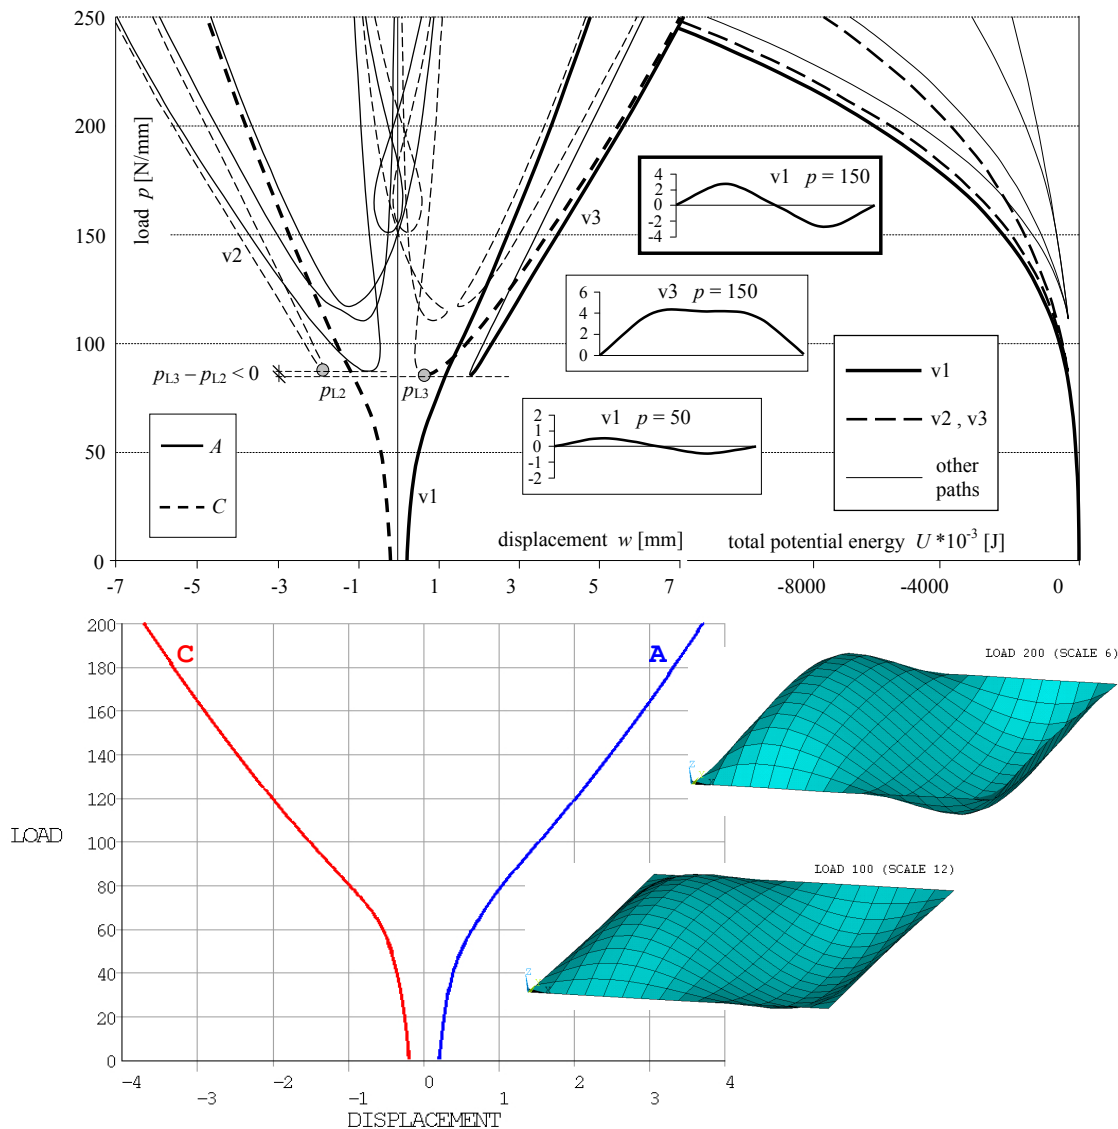 250
200
150
100
50
0
load p [N/mm]
v2
v3
v1
pL3 – pL2 < 0
pL2
pL3
A
C
4
2
0
-2
-4
v1 p = 150
6
4
2
0
v3 p = 150
2
1
0
-1
-2
v1 p = 50
v1
v2 , v3
other
paths
displacement w [mm]
total potential energy U *10-3 [J]
-7 -5 -3 -1 1 3 5 7 -8000 -4000 0
200
180
160
140
120
100
80
60
40
20
0
LOAD
C
A
LOAD 200 (SCALE 6)
LOAD 100 (SCALE 12)
-4 -2 0 2 4
-3 -1 1 3
DISPLACEMENT